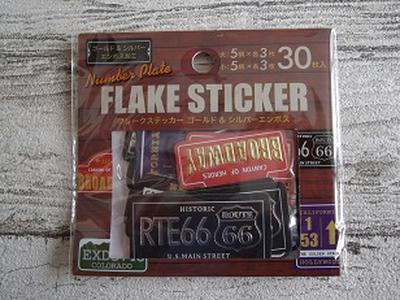 ゴールド & シルバー
エンボス加工
大:5柄×各3枚
小:5柄×各3枚
30枚入
Number Plate
FLAKE STICKER
フレークステッカー ゴールド & シルバーエンボス
BROADWAY
CANYON OF HEROES
HISTORIC
RTE66
ROUTE
66
U.S. MAIN STREET
66
CALIFORNIA
1
53
HOLLYWOOD
COLORADO